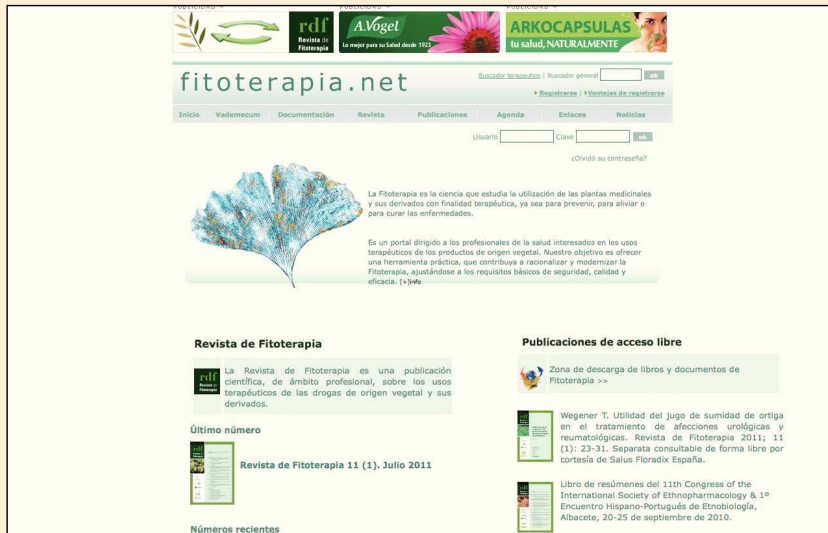 PUBLICIDAD
PUBLICIDAD
PUBLICIDAD
rdf
Revista de
Fitoterapia
A.Vogel
Lo mejor para su Salud desde 1923
ARKOCAPSULAS
tu salud, NATURALMENTE
fitoterapia.net
Buscador terapeutico | Buscador general
ok
Registrarse | Ventajas de registrarse
Inicio Vademecum Documentación Revista Publicaciones Agenda Enlaces Noticias
Usuario Clave ok
¿Olvidó su contraseña?
La Fitoterapia es la ciencia que estudia la utilización de las plantas medicinales
y sus derivados con finalidad terapéutica, ya sea para prevenir, para aliviar o
para curar las enfermedades.
Es un portal dirigido a los profesionales de la salud interesados en los usos
terapéuticos de los productos de origen vegetal. Nuestro objetivo es ofrecer
una herramienta práctica, que contribuya a racionalizar y modernizar la
Fitoterapia, ajustándose a los requisitos básicos de seguridad, calidad y
eficacia. [+]info
Revista de Fitoterapia
rdf
Revista de
Fitoterapia
La Revista de Fitoterapia es una publicación
científica, de ámbito profesional, sobre los usos
terapéuticos de las drogas de origen vegetal y sus
derivados.
Último número
rdf
Revista de Fitoterapia 11 (1). Julio 2011
Números recientes
Publicaciones de acceso libre
Zona de descarga de libros y documentos de
Fitoterapia >>
rdf
Wegener T. Utilidad del jugo de sumidad de ortiga
en el tratamiento de afecciones urológicas y
reumatológicas. Revista de Fitoterapia 2011; 11
(1): 23-31. Separata consultable de forma libre por
cortesía de Salus Floradix España.
rdf
Libro de resúmenes del 11th Congress of the
International Society of Ethnopharmacology & 1º
Encuentro Hispano-Portugués de Etnobiología,
Albacete, 20-25 de septiembre de 2010.